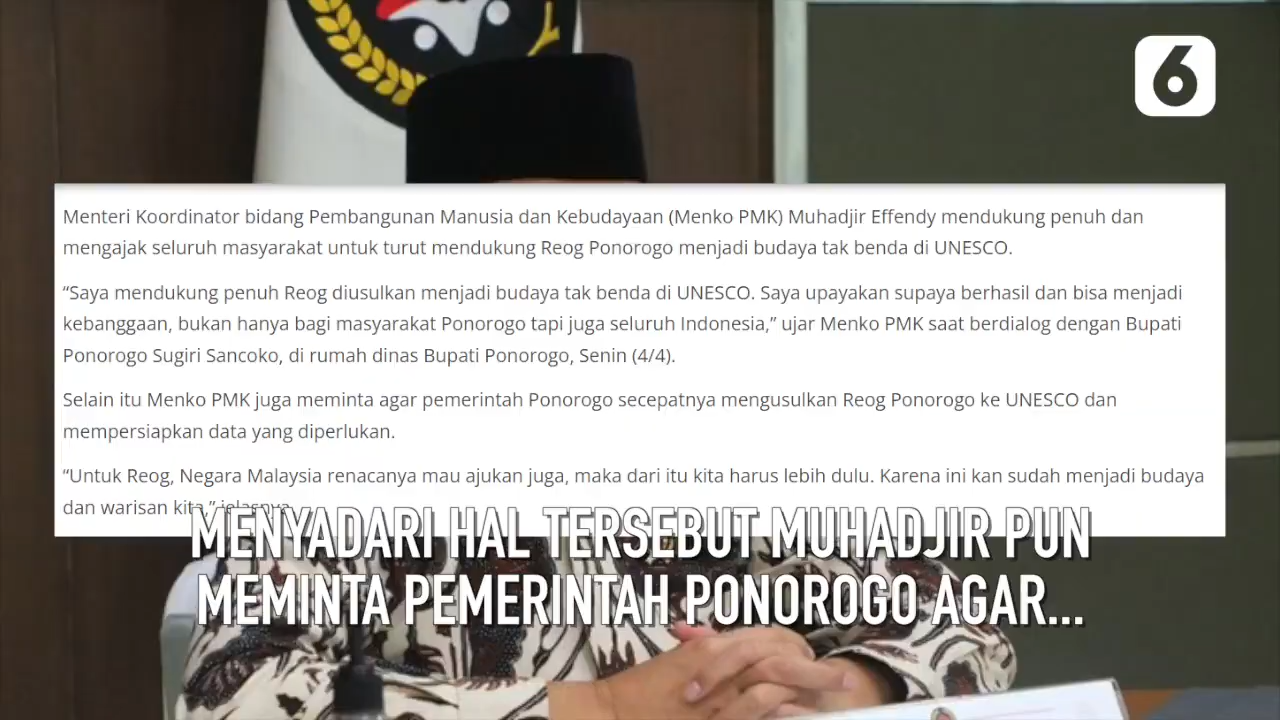 6
Menteri Koordinator bidang Pembangunan Manusia dan Kebudayaan (Menko PMK) Muhadjir Effendy mendukung penuh dan
mengajak seluruh masyarakat untuk turut mendukung Reog Ponorogo menjadi budaya tak benda di UNESCO.
“Saya mendukung penuh Reog diusulkan menjadi budaya tak benda di UNESCO. Saya upayakan supaya berhasil dan bisa menjadi
kebanggaan, bukan hanya bagi masyarakat Ponorogo tapi juga seluruh Indonesia,” ujar Menko PMK saat berdialog dengan Bupati
Ponorogo Sugiri Sancoko, di rumah dinas Bupati Ponorogo, Senin (4/4).
Selain itu Menko PMK juga meminta agar pemerintah Ponorogo secepatnya mengusulkan Reog Ponorogo ke UNESCO dan
mempersiapkan data yang diperlukan.
“Untuk Reog, Negara Malaysia renacanya mau ajukan juga, maka dari itu kita harus lebih dulu. Karena ini kan sudah menjadi budaya
dan warisan kita,” jelasnya.
MENYADARI HAL TERSEBUT MUHADJIR PUN
MEMINTA PEMERINTAH PONOROGO AGAR...